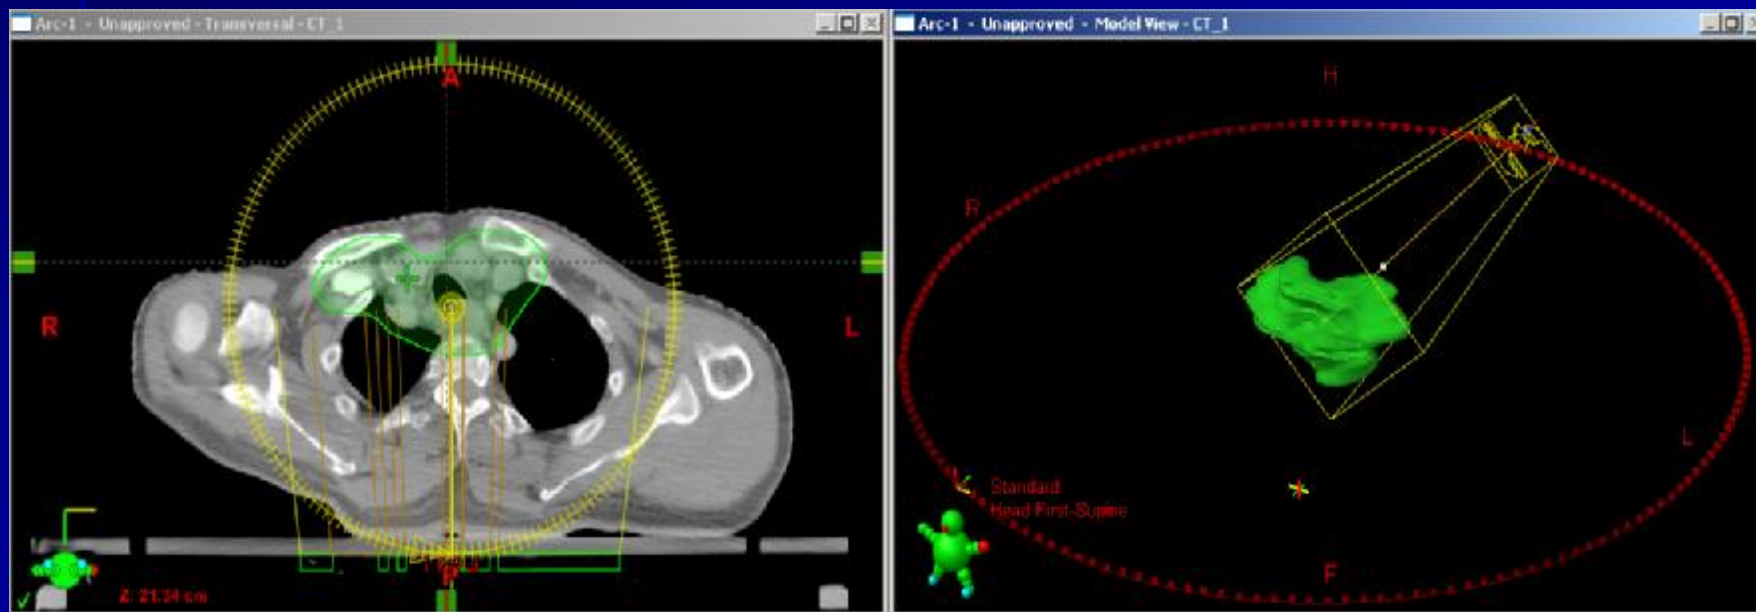 Arc-1 - Unapproved - Transversal - CT_1
A
R
L
P
Z: 21.34 cm
Arc-1 - Unapproved - Model View - CT_1
H
R
L
Standard
Head First-Supine
F